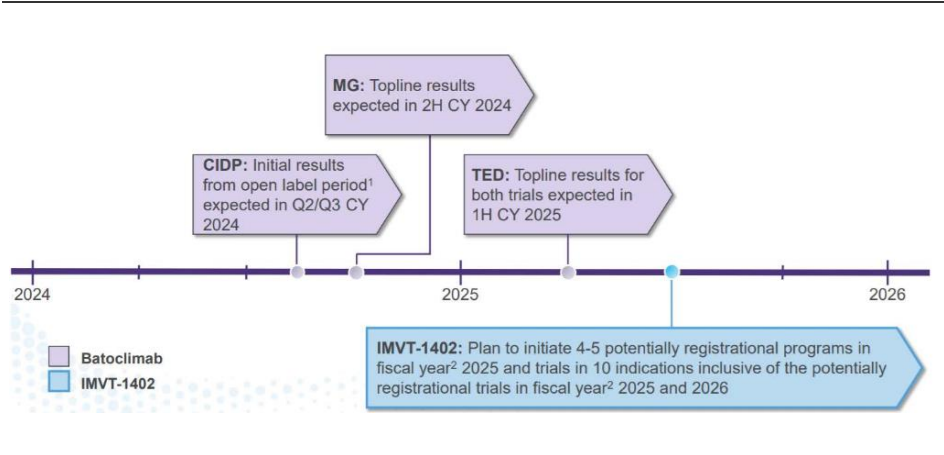 MG: Topline results
expected in 2H CY 2024
CIDP: Initial results
from open label period¹
expected in Q2/Q3 CY
2024
TED: Topline results for
both trials expected in
1H CY 2025
2024
2025
2026
Batoclimab
IMVT-1402
IMVT-1402: Plan to initiate 4-5 potentially registrational programs in
fiscal year² 2025 and trials in 10 indications inclusive of the potentially
registrational trials in fiscal year² 2025 and 2026